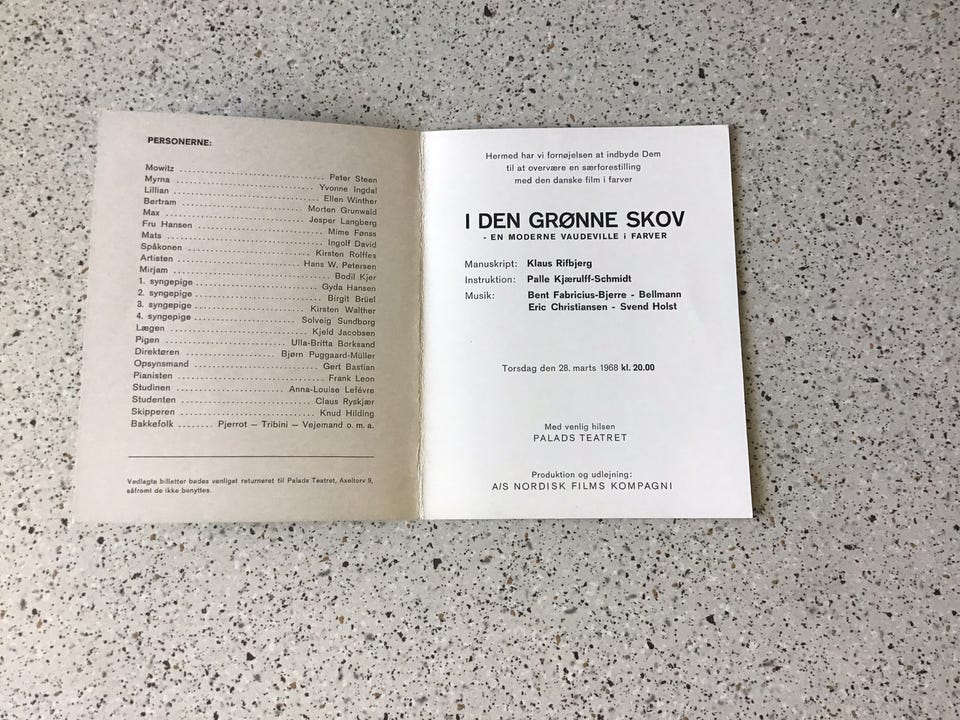 PERSONERNE:
Mowitz ........ Peter Steen
Myrna ........ Yvonne Ingdal
Lillian ........ Ellen Winther
Bertram ........ Morten Grunwald
Max ........ Jesper Langberg
Fru Hansen ........ Mime Fønss
Mats ........ Ingolf David
Spåkonen ........ Kirsten Rolffes
Artisten ........ Hans W. Petersen
Mirjam ........ Bodil Kjer
1. syngepige ........ Gyda Hansen
2. syngepige ........ Birgit Brüel
3. syngepige ........ Kirsten Walther
4. syngepige ........ Solveig Sundborg
Lægen ........ Kjeld Jacobsen
Pigen ........ Ulla-Britta Borksand
Direktøren ........ Bjørn Puggaard-Müller
Opsynsmand ........ Gert Bastian
Pianisten ........ Frank Leon
Studinen ........ Anna-Louise Lefévre
Studenten ........ Claus Ryskjær
Skipperen ........ Knud Hilding
Bakkefolk ........ Pjerrot — Tribini — Vejemand o. m. a.
Vedlagte billetter bedes venligst returneret til Palads Teatret, Axeltorv 9,
såfremt de ikke benyttes.
Hermed har vi fornøjelsen at indbyde Dem
til at overvære en særforestilling
med den danske film i farver
I DEN GRØNNE SKOV
- EN MODERNE VAUDEVILLE i FARVER
Manuskript: Klaus Rifbjerg
Instruktion: Palle Kjærulff-Schmidt
Musik: Bent Fabricius-Bjerre - Bellmann
Eric Christiansen - Svend Holst
Torsdag den 28. marts 1968 kl. 20.00
Med venlig hilsen
PALADS TEATRET
Produktion og udlejning:
A/S NORDISK FILMS KOMPAGNI